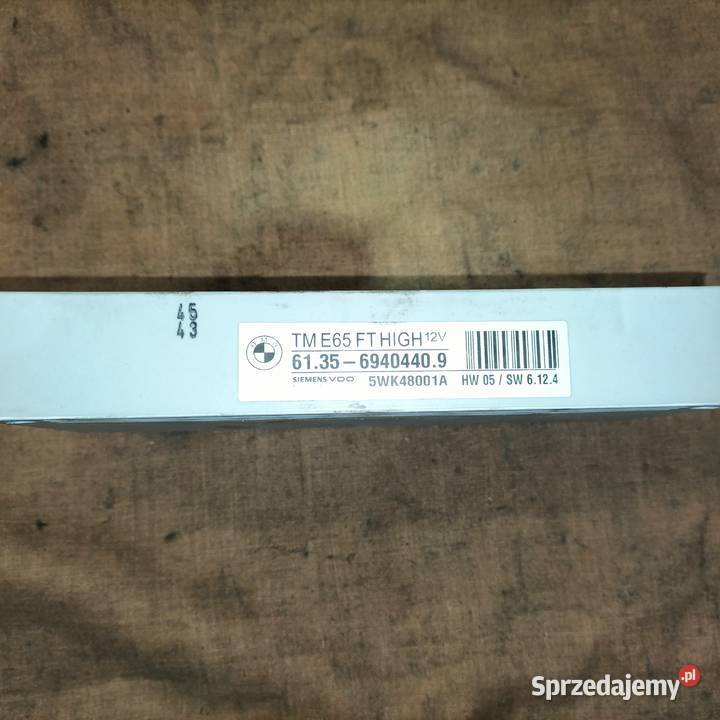 45
43
TM E65 FT HIGH 12V
61.35-6940440.9
SIEMENS VDO 5WK48001A HW 05 / SW 6.12.4
Sprzedajemy.pl